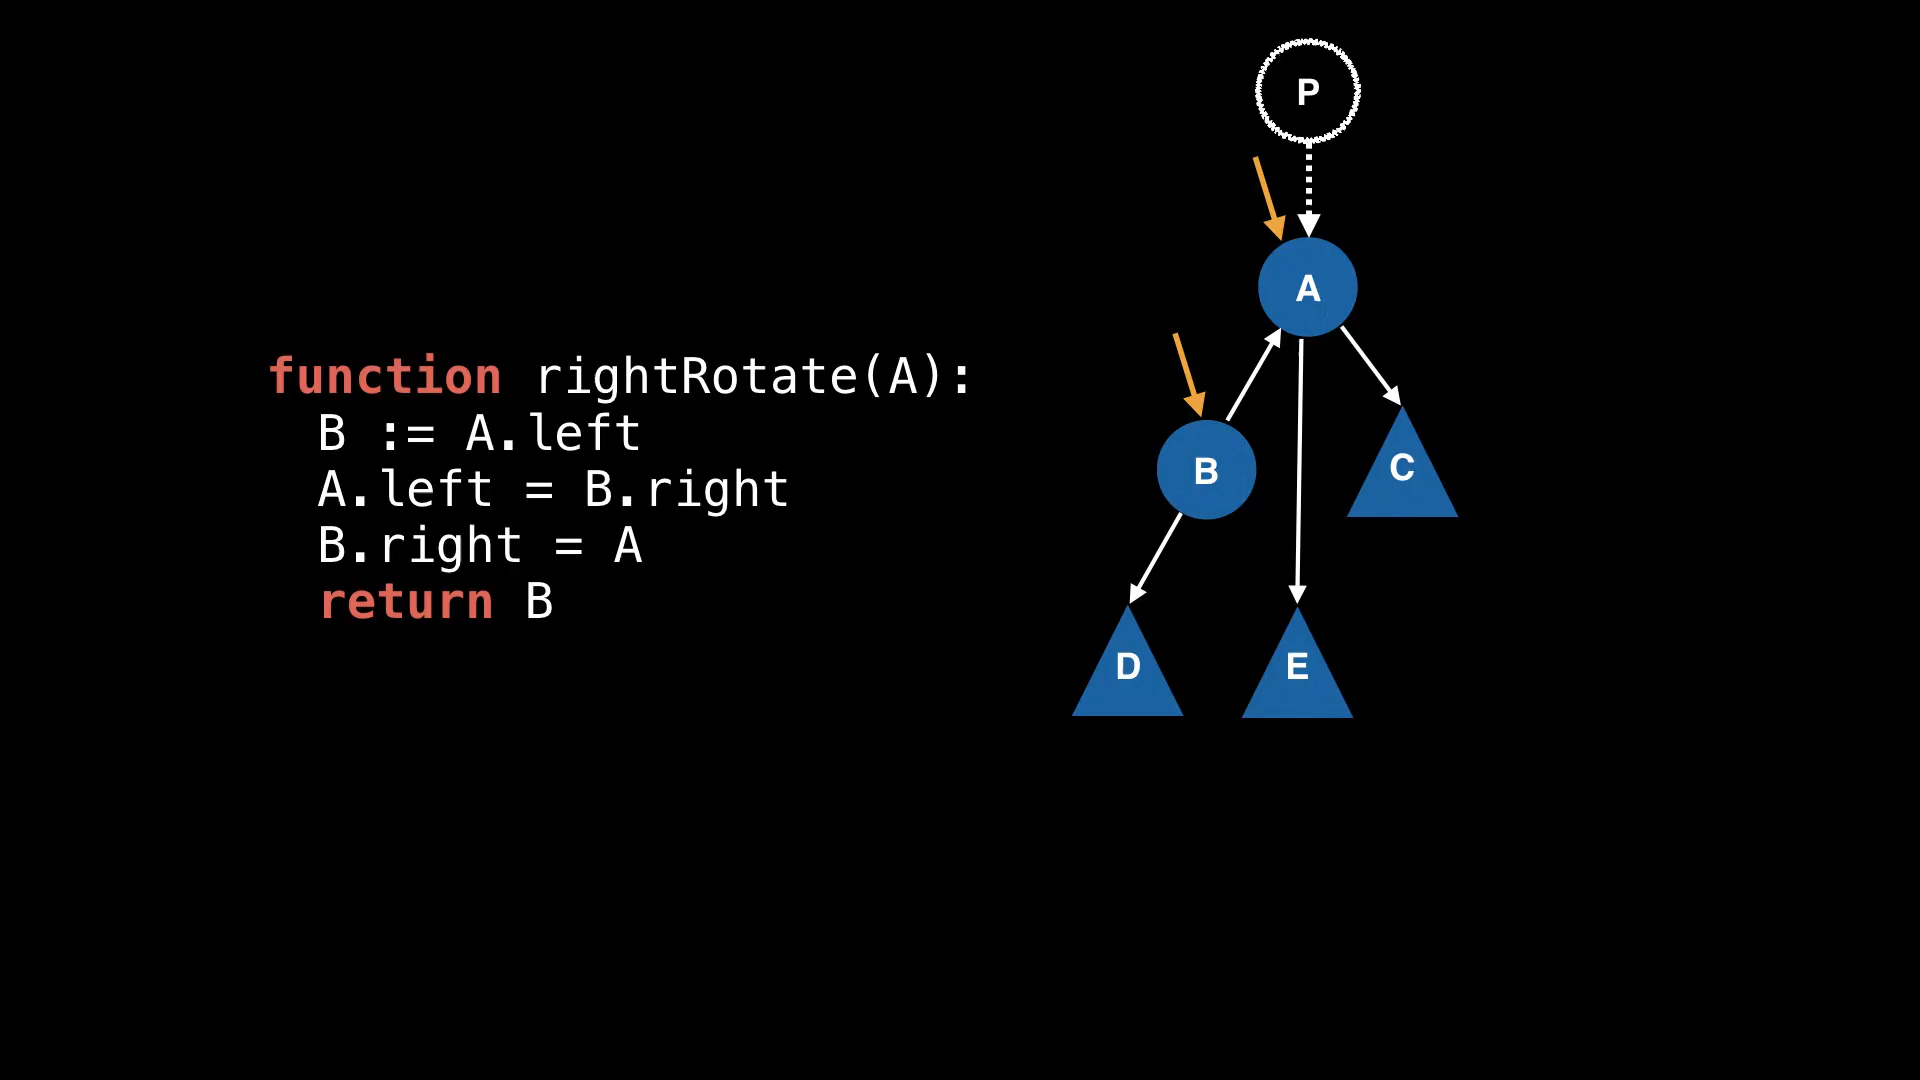 function rightRotate(A):
B := A.left
A.left = B.right
B.right = A
return B
P
A
B
C
D
E